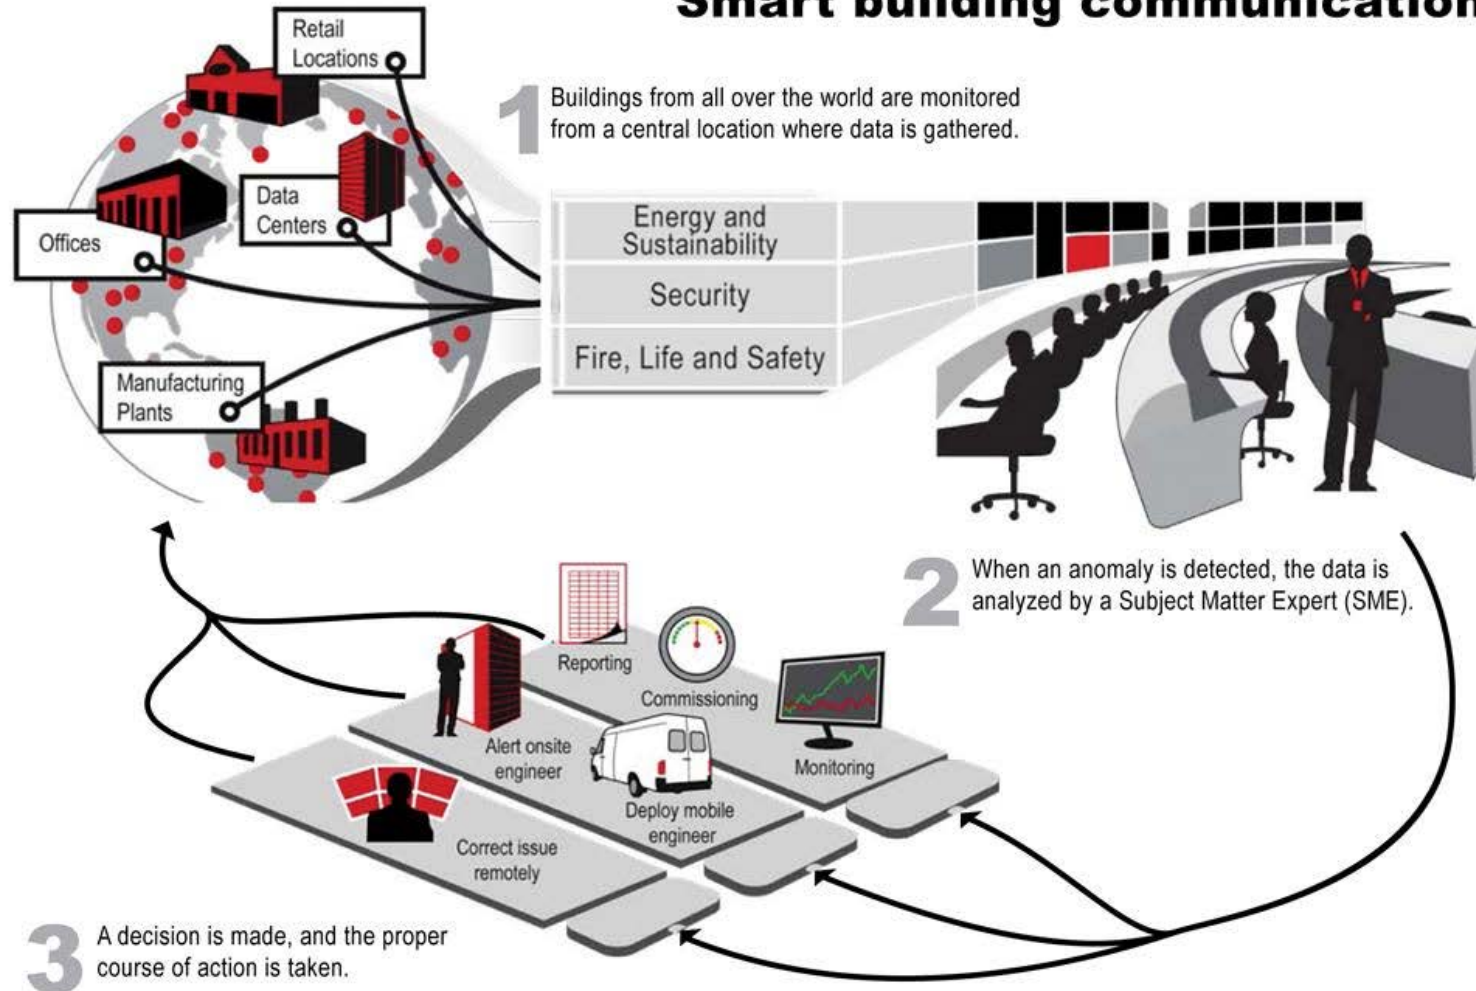 Smart building communication
Retail
Locations
1
Buildings from all over the world are monitored
from a central location where data is gathered.
Data
Centers
Offices
Manufacturing
Plants
Energy and
Sustainability
Security
Fire, Life and Safety
2
When an anomaly is detected, the data is
analyzed by a Subject Matter Expert (SME).
Reporting
Commissioning
Monitoring
Alert onsite
engineer
Deploy mobile
engineer
Correct issue
remotely
3
A decision is made, and the proper
course of action is taken.